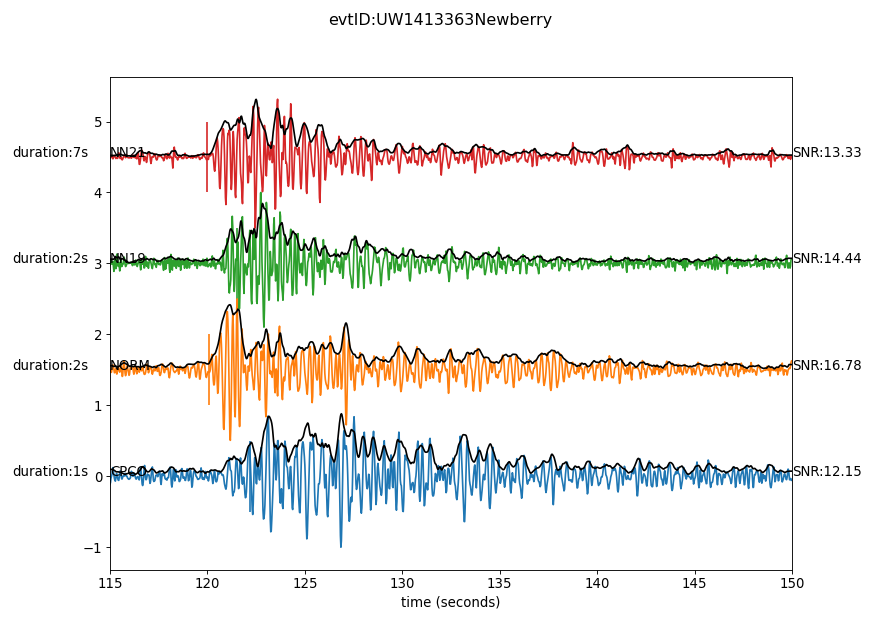 evtID:UW1413363Newberry
5
duration:7s NN21 SNR:13.33
4
duration:2s NN19 SNR:14.44
3
2
duration:2s NORM SNR:16.78
1
duration:1s SNR:12.15
0
−1
115 120 125 130 135 140 145 150
time (seconds)